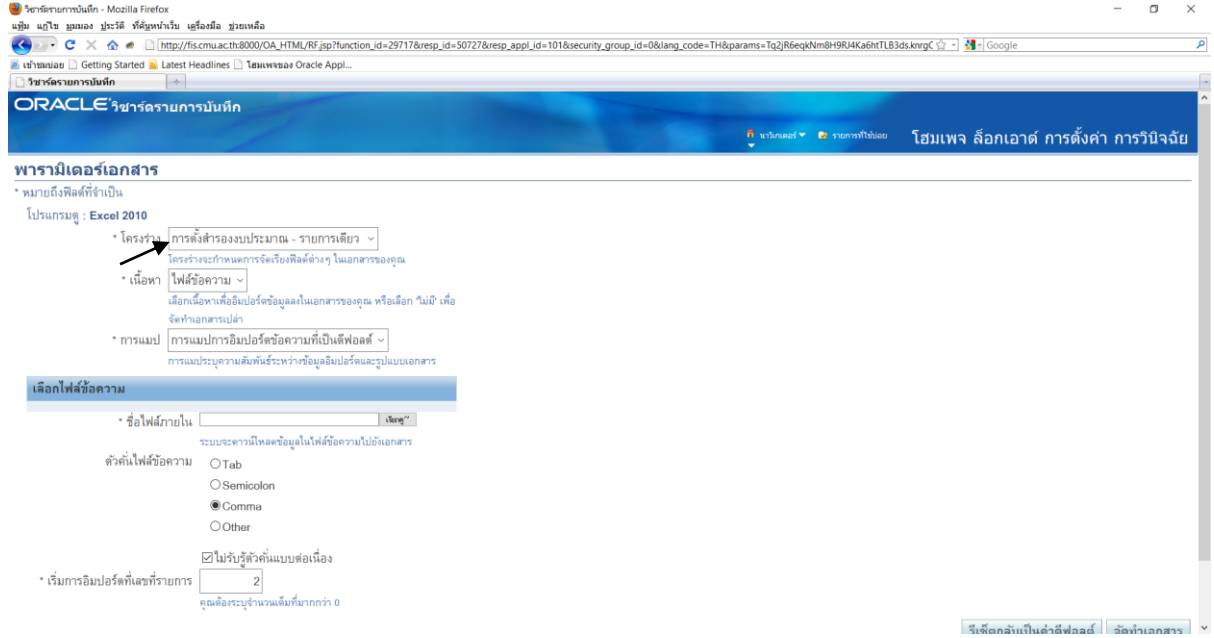 วิซาร์ดรายการบันทึก - Mozilla Firefox
แฟ้ม แก้ไข มุมมอง ประวัติ ที่คั่นหน้าเว็บ เครื่องมือ ช่วยเหลือ
http://fis.cmu.ac.th:8000/OA_HTML/RF.jsp?function_id=29717&resp_id=50727&resp_appl_id=101&security_group_id=0&lang_code=TH&params=Tq2jR6eqkNm8H9RJ4Ka6htTLB3ds.knrgC
Google
เข้าชมบ่อย Getting Started Latest Headlines โฮมเพจของ Oracle Appl...
วิซาร์ดรายการบันทึก
ORACLE วิซาร์ดรายการบันทึก
นาวิเกเตอร์ รายการที่ใช้บ่อย โฮมเพจ ล็อกเอาต์ การตั้งค่า การวินิจฉัย
พารามิเตอร์เอกสาร
* หมายถึงฟิลด์ที่จำเป็น
โปรแกรมดู : Excel 2010
* โครงร่าง การตั้งสำรองงบประมาณ - รายการเดียว
โครงร่างจะกำหนดการจัดเรียงฟิลด์ต่างๆ ในเอกสารของคุณ
* เนื้อหา ไฟล์ข้อความ
เลือกเนื้อหาเพื่ออิมปอร์ตข้อมูลลงในเอกสารของคุณ หรือเลือก 'ไม่มี' เพื่อ
จัดทำเอกสารเปล่า
* การแมป การแมปการอิมปอร์ตข้อความที่เป็นดีฟอลต์
การแมประบุความสัมพันธ์ระหว่างข้อมูลอิมปอร์ตและรูปแบบเอกสาร
เลือกไฟล์ข้อความ
* ชื่อไฟล์ภายใน เรียกดู~
ระบบจะดาวน์โหลดข้อมูลในไฟล์ข้อความไปยังเอกสาร
ตัวคั่นไฟล์ข้อความ Tab
Semicolon
Comma
Other
ไม่รับรู้ตัวคั่นแบบต่อเนื่อง
* เริ่มการอิมปอร์ตที่เลขที่รายการ 2
คุณต้องระบุจำนวนเต็มที่มากกว่า 0
รีเซ็ตกลับเป็นค่าดีฟอลต์ จัดทำเอกสาร